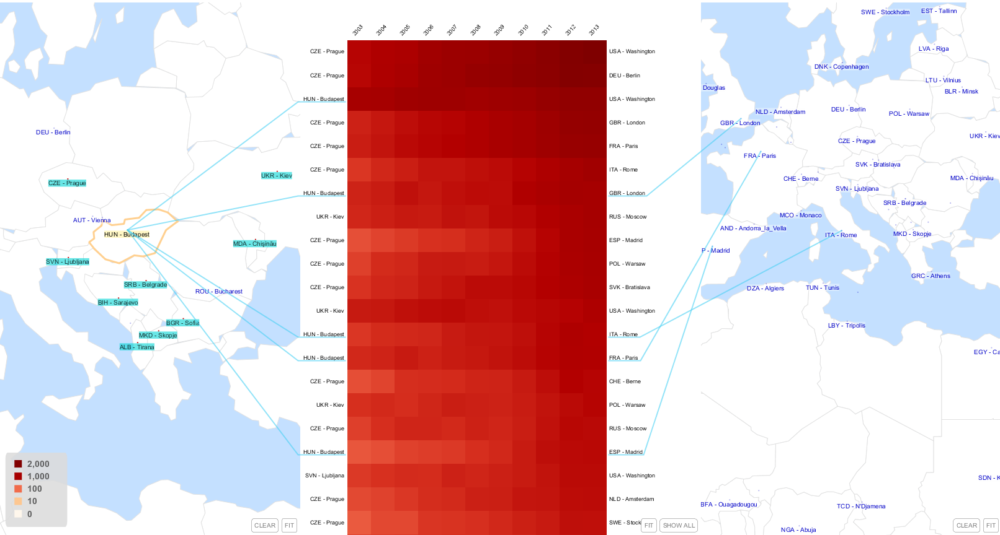 DEU - Berlin
CZE - Prague
UKR - Kiev
AUT - Vienna
HUN - Budapest
MDA - Chişinău
SVN - Ljubljana
SRB - Belgrade
ROU - Bucharest
BIH - Sarajevo
BGR - Sofia
MKD - Skopje
ALB - Tirana
2,000
1,000
100
10
0
CLEAR FIT
2003 2004 2005 2006 2007 2008 2009 2010 2011 2012 2013
CZE - Prague USA - Washington
CZE - Prague DEU - Berlin
HUN - Budapest USA - Washington
CZE - Prague GBR - London
CZE - Prague FRA - Paris
CZE - Prague ITA - Rome
HUN - Budapest GBR - London
UKR - Kiev RUS - Moscow
CZE - Prague ESP - Madrid
CZE - Prague POL - Warsaw
CZE - Prague SVK - Bratislava
UKR - Kiev USA - Washington
HUN - Budapest ITA - Rome
HUN - Budapest FRA - Paris
CZE - Prague CHE - Berne
UKR - Kiev POL - Warsaw
CZE - Prague RUS - Moscow
HUN - Budapest ESP - Madrid
SVN - Ljubljana USA - Washington
CZE - Prague NLD - Amsterdam
CZE - Prague SWE - Stock
FIT SHOW ALL
SWE - Stockholm
EST - Tallinn
LVA - Riga
DNK - Copenhagen
LTU - Vilnius
Douglas
BLR - Minsk
DEU - Berlin
NLD - Amsterdam
POL - Warsaw
GBR - London
UKR - Kiev
CZE - Prague
FRA - Paris
SVK - Bratislava
CHE - Berne
MDA - Chişinău
SVN - Ljubljana
SRB - Belgrade
MCO - Monaco
AND - Andorra_la_Vella
ITA - Rome
MKD - Skopje
P - Madrid
GRC - Athens
DZA - Algiers
TUN - Tunis
LBY - Tripolis
EGY - Ca
SDN - K
BFA - Ouagadougou
TCD - N'Djamena
NGA - Abuja
CLEAR FIT